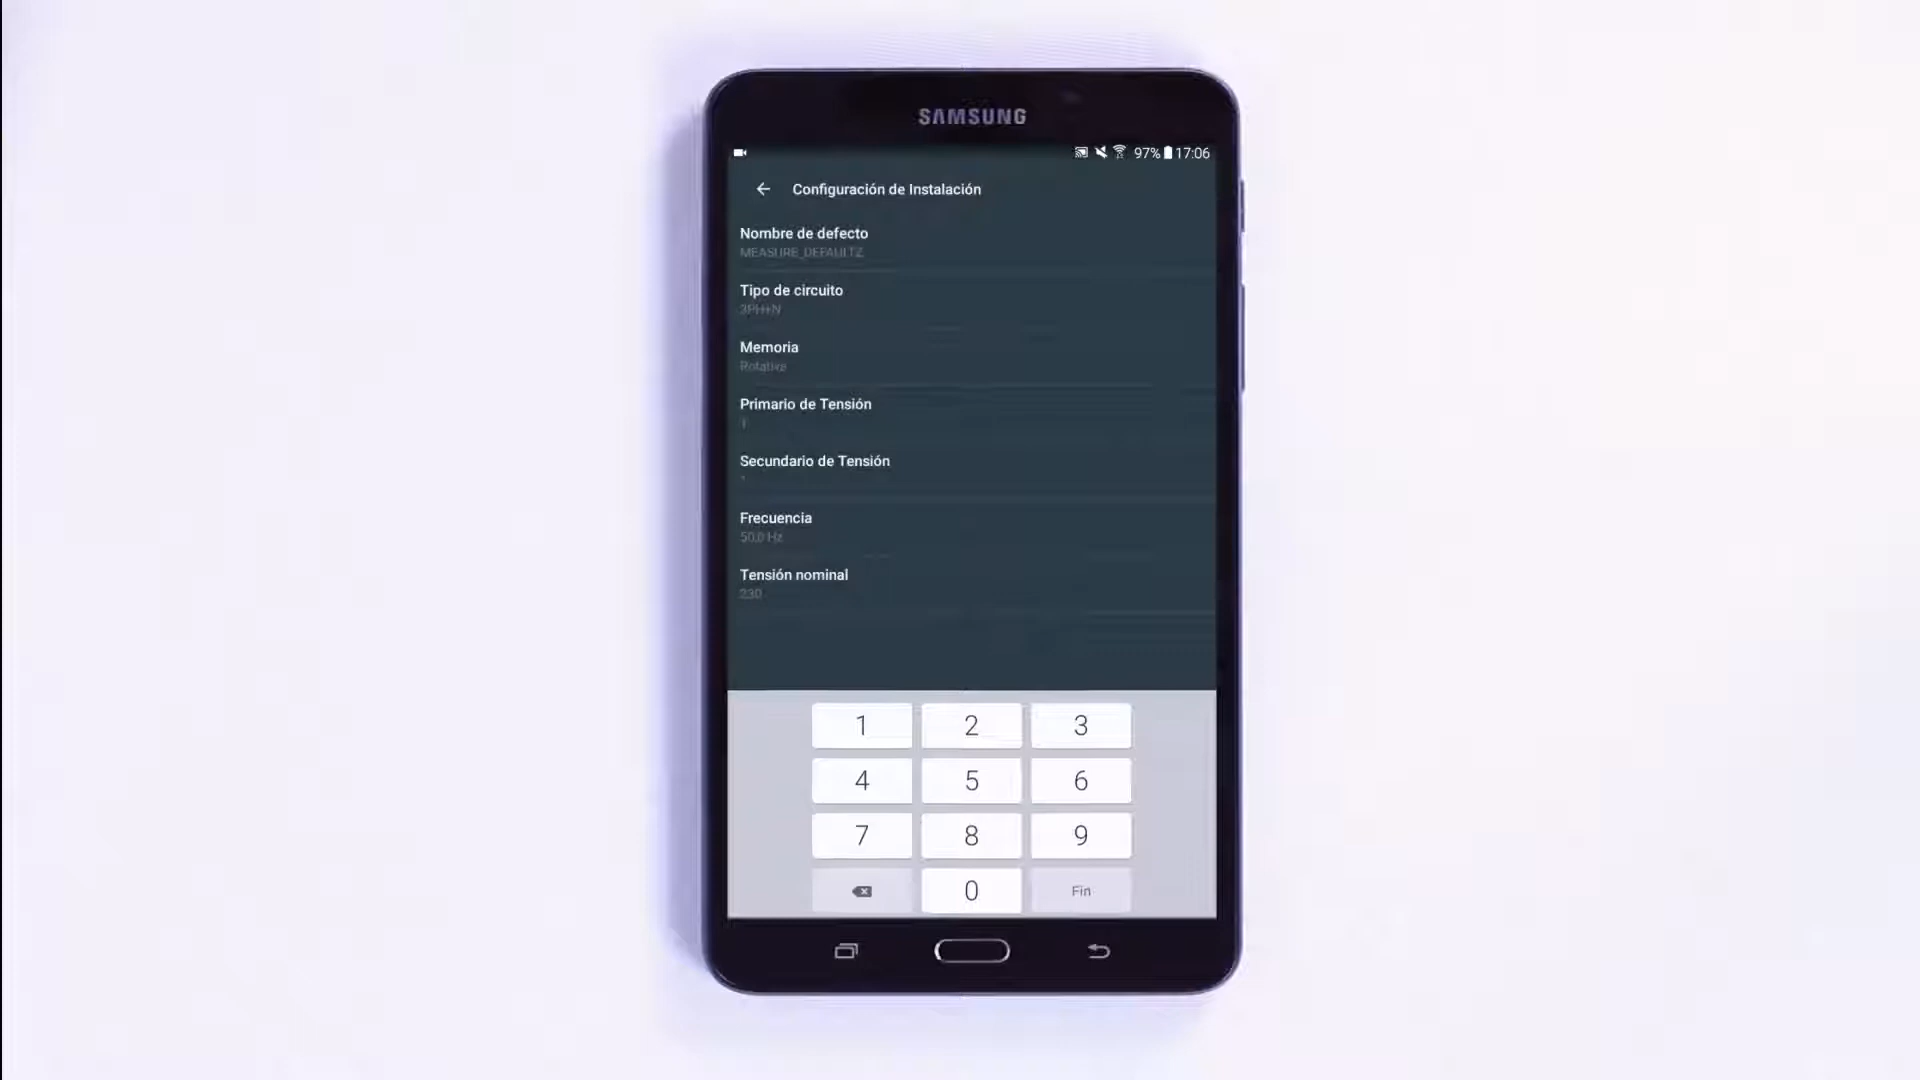 SAMSUNG
97% 17:06
Configuración de Instalación
Nombre de defecto
MEASURE_DEFAULTZ
Tipo de circuito
3PH+N
Memoria
Rotativa
Primario de Tensión
1
Secundario de Tensión
Frecuencia
50,0 Hz
Tensión nominal
230
1 2 3
4 5 6
7 8 9
0 Fin